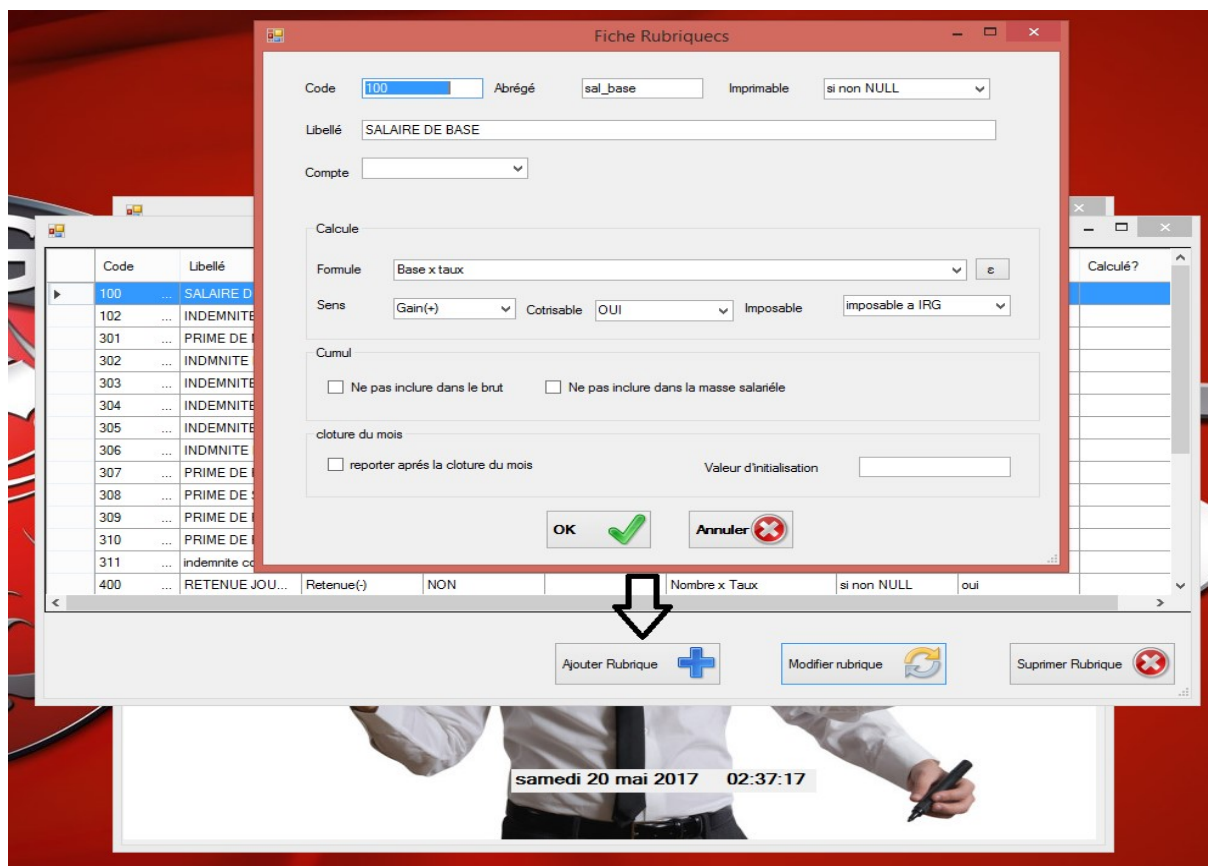 Fiche Rubriquecs
Code 100 Abrégé sal_base Imprimable si non NULL
Libellé SALAIRE DE BASE
Compte
Calcule
Formule Base x taux ε
Sens Gain(+) Cotrisable OUI Imposable imposable a IRG
Cumul
Ne pas inclure dans le brut Ne pas inclure dans la masse salariéle
cloture du mois
reporter aprés la cloture du mois Valeur d'initialisation
OK Annuler
Code Libellé Calculé?
100 ... SALAIRE D
102 ... INDEMNITE
301 ... PRIME DE
302 ... INDMNITE
303 ... INDEMNITE
304 ... INDEMNITE
305 ... INDEMNITE
306 ... INDMNITE
307 ... PRIME DE
308 ... PRIME DE
309 ... PRIME DE
310 ... PRIME DE
311 ... indemnite co
400 ... RETENUE JOU... Retenue(-) NON Nombre x Taux si non NULL oui
Ajouter Rubrique Modifier rubrique Suprimer Rubrique
samedi 20 mai 2017 02:37:17